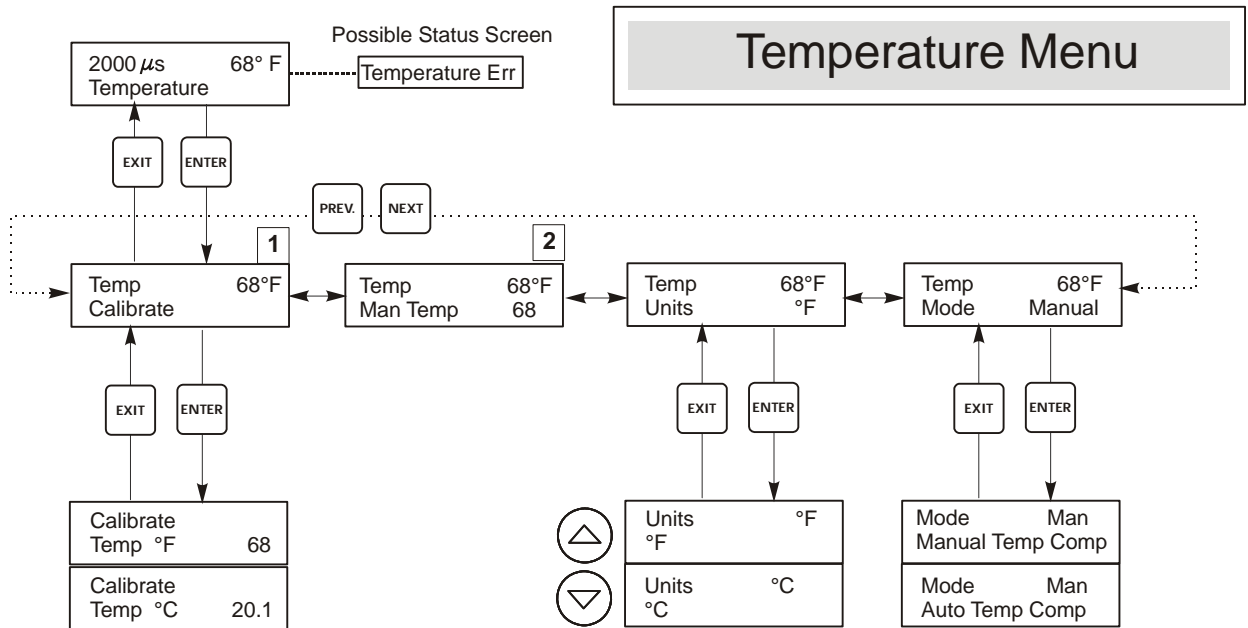 Temperature Menu
Possible Status Screen
Temperature Err
2000 µs 68° F
Temperature
EXIT ENTER
PREV. NEXT
1
2
Temp 68°F
Calibrate
Temp 68°F
Man Temp 68
Temp 68°F
Units °F
Temp 68°F
Mode Manual
EXIT ENTER
EXIT ENTER
EXIT ENTER
Calibrate
Temp °F 68
Calibrate
Temp °C 20.1
Units °F
°F
Units °C
°C
Mode Man
Manual Temp Comp
Mode Man
Auto Temp Comp